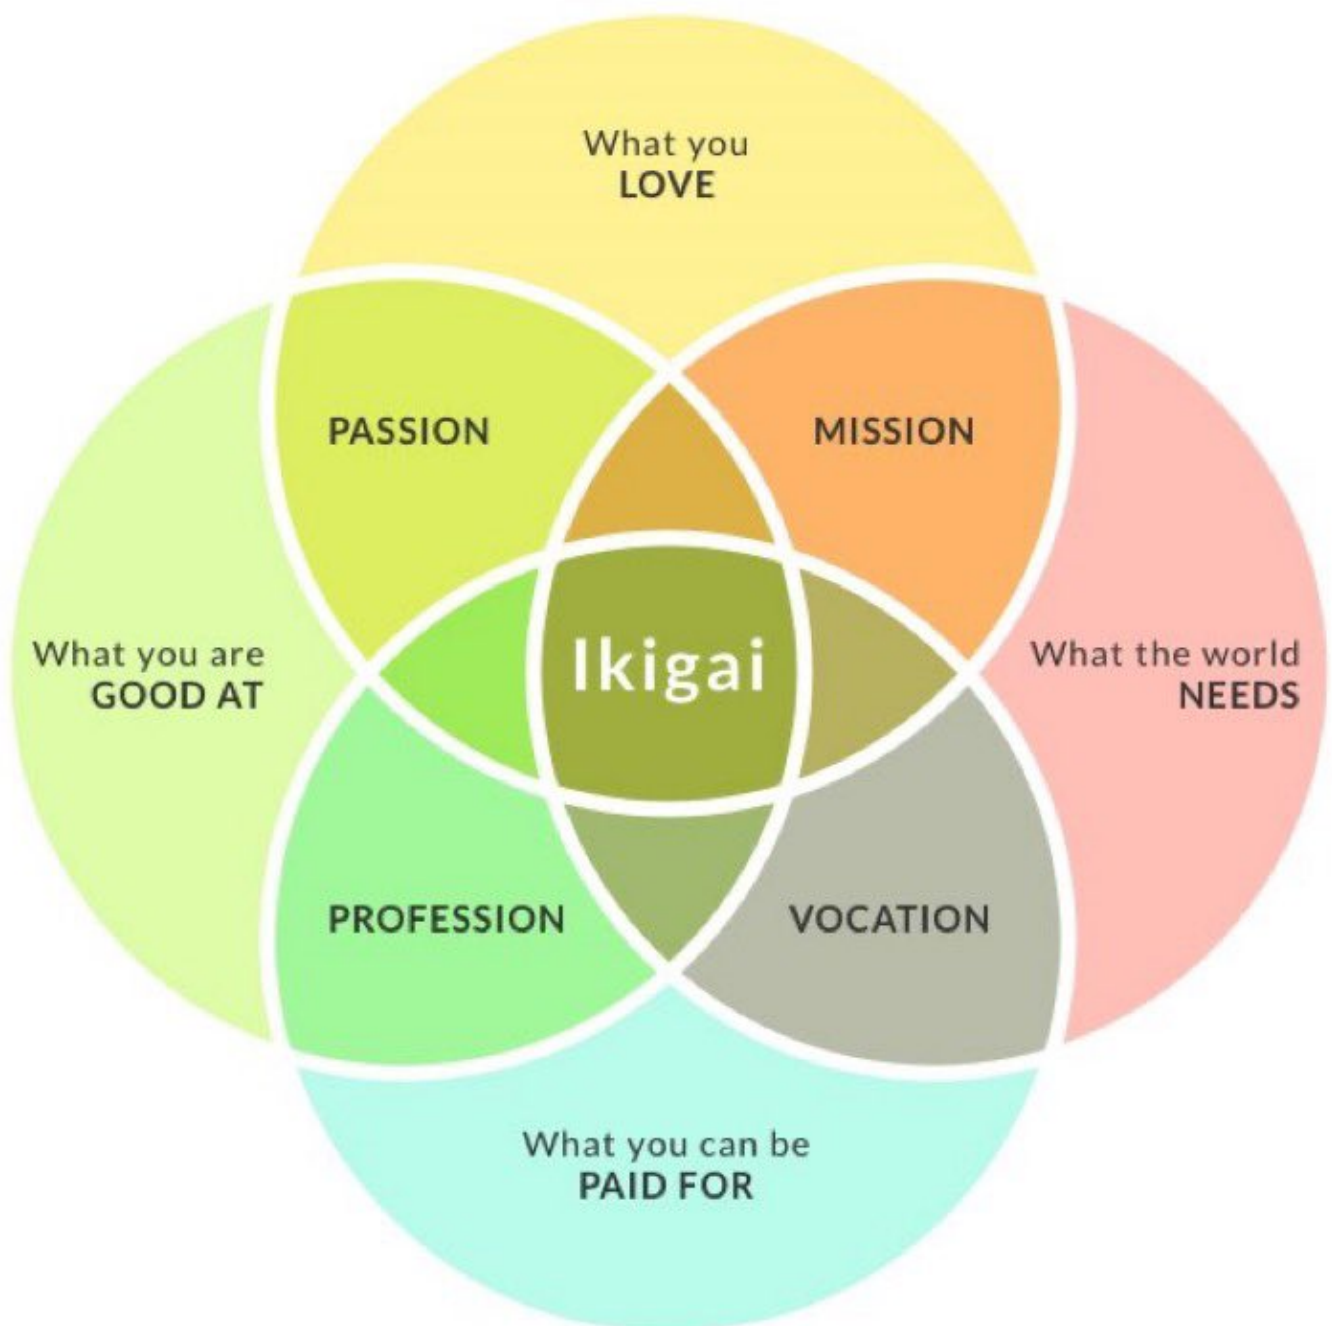 What you
LOVE
PASSION
MISSION
What you are
GOOD AT
Ikigai
What the world
NEEDS
PROFESSION
VOCATION
What you can be
PAID FOR